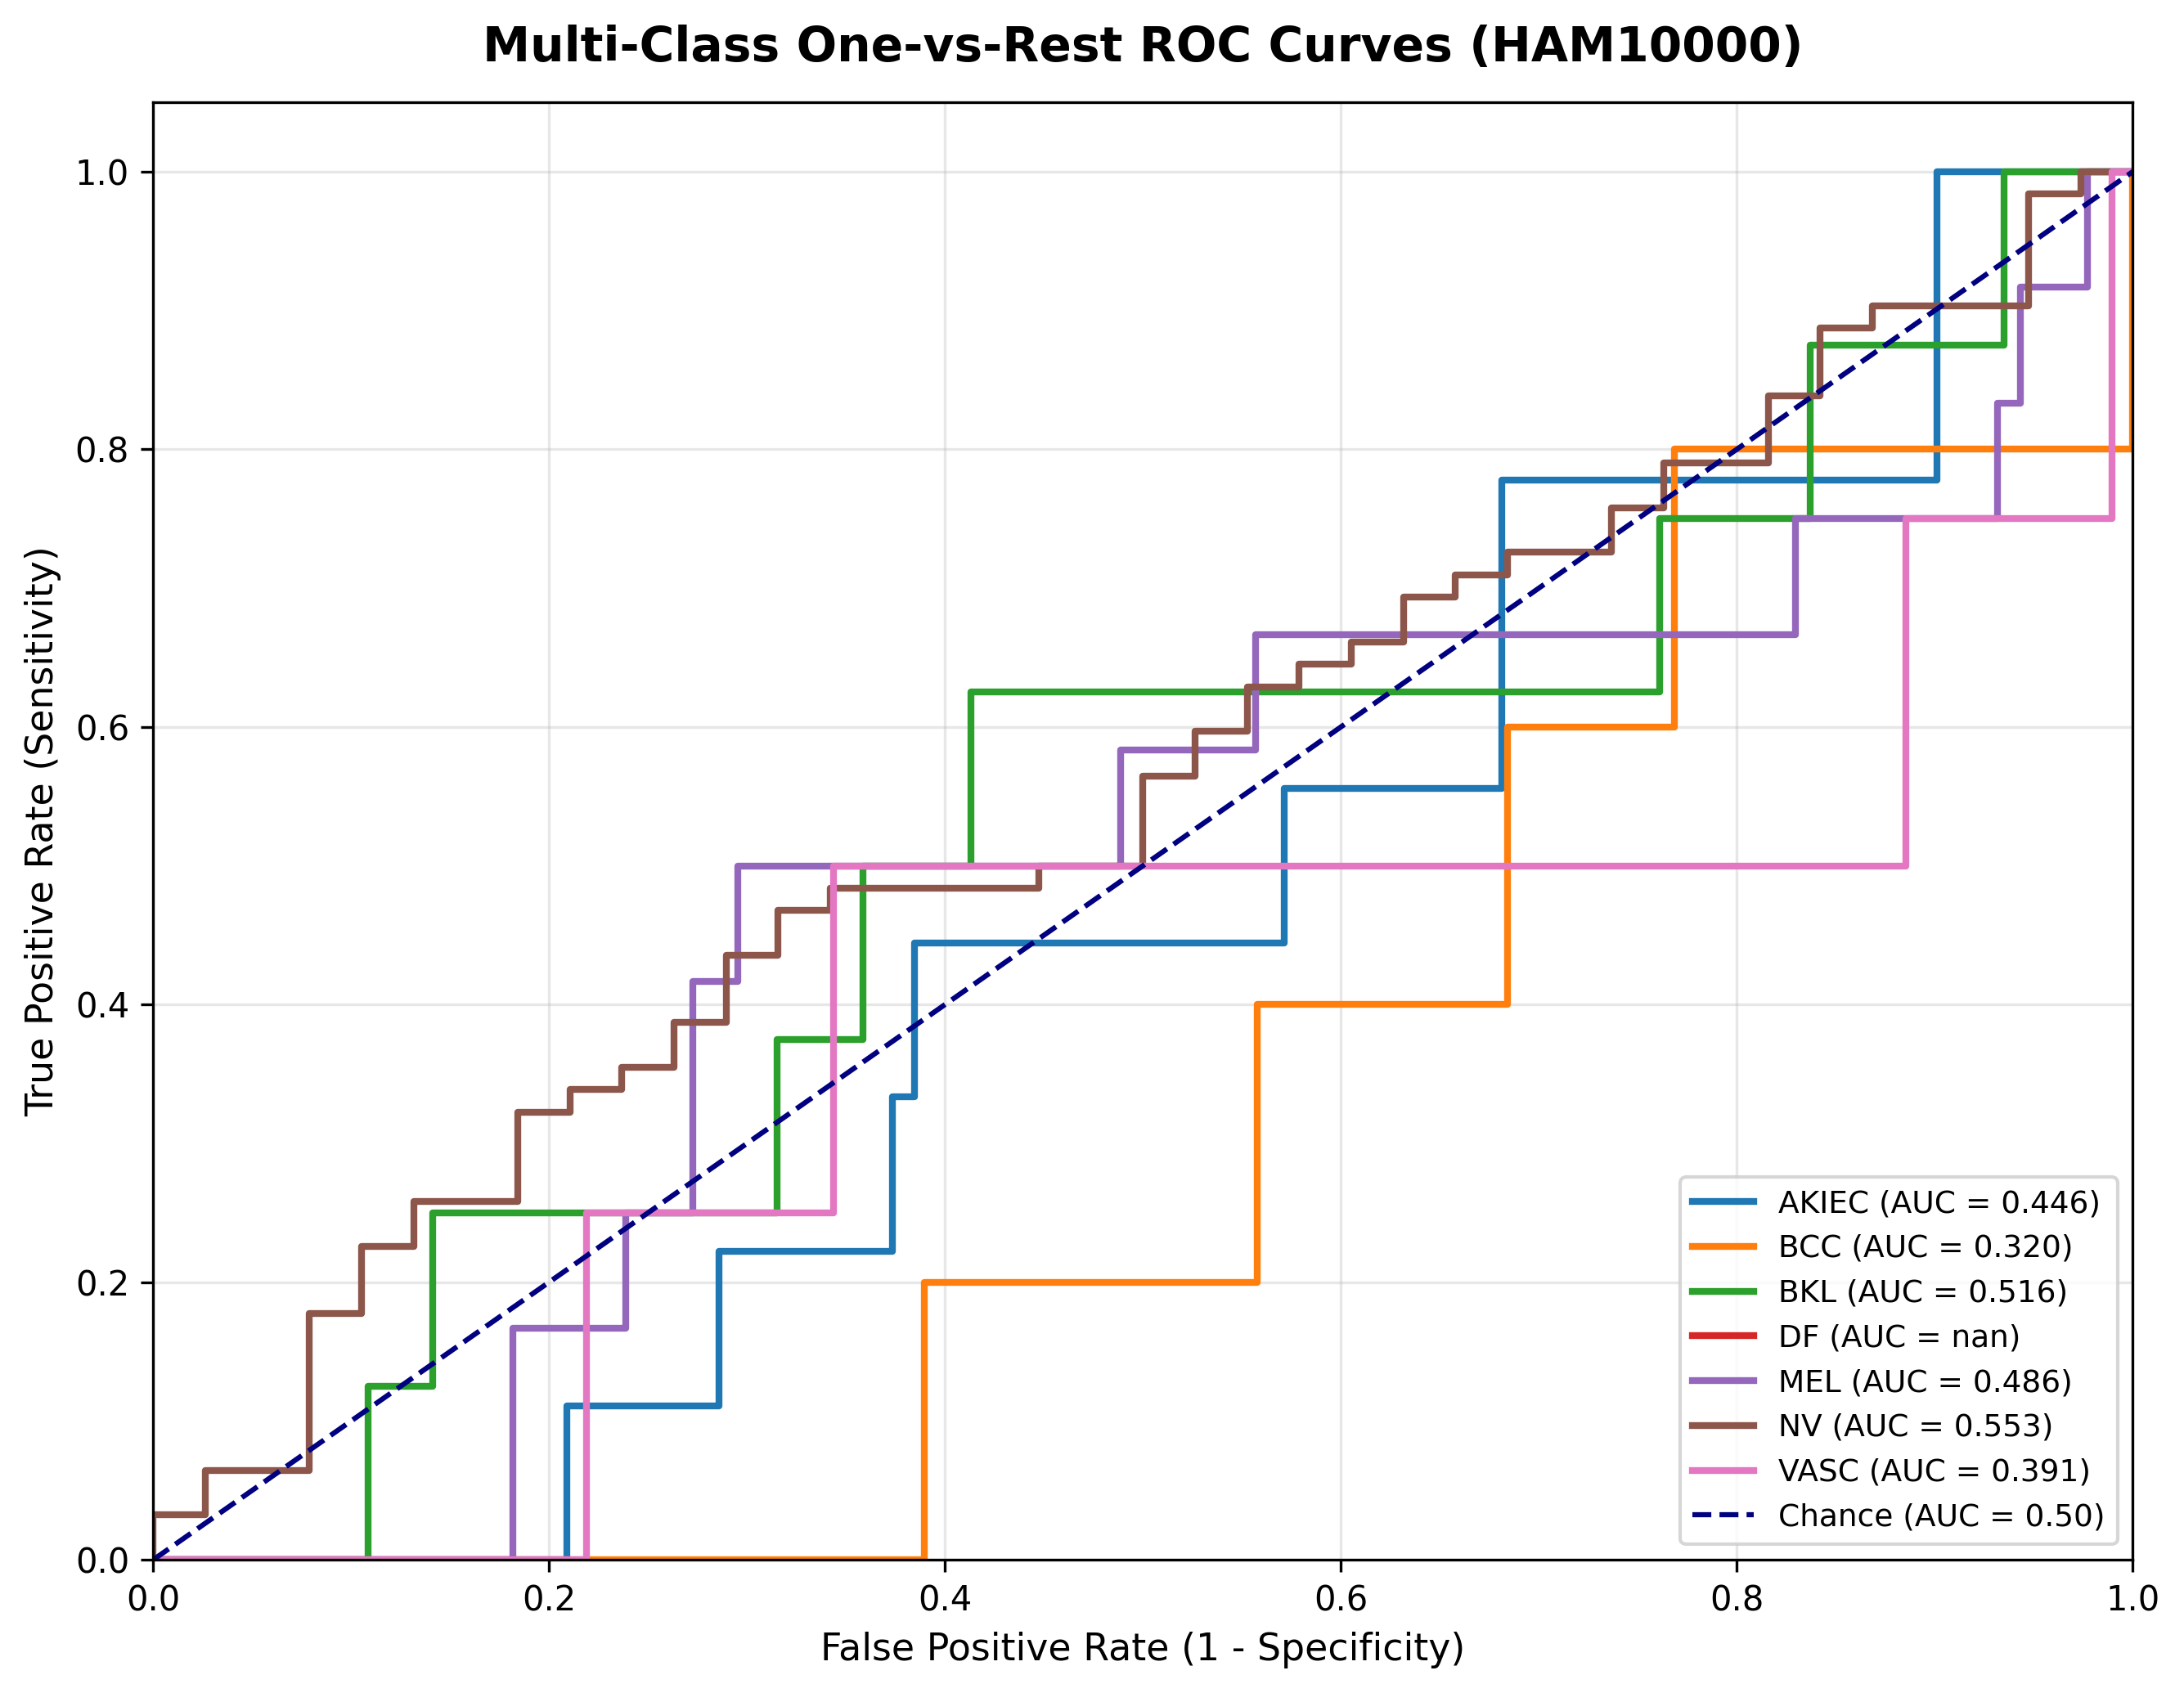 Multi-Class One-vs-Rest ROC Curves (HAM10000)
True Positive Rate (Sensitivity)
1.0
0.8
0.6
0.4
0.2
0.0
AKIEC (AUC = 0.446)
BCC (AUC = 0.320)
BKL (AUC = 0.516)
DF (AUC = nan)
MEL (AUC = 0.486)
NV (AUC = 0.553)
VASC (AUC = 0.391)
Chance (AUC = 0.50)
0.0 0.2 0.4 0.6 0.8 1.0
False Positive Rate (1 - Specificity)